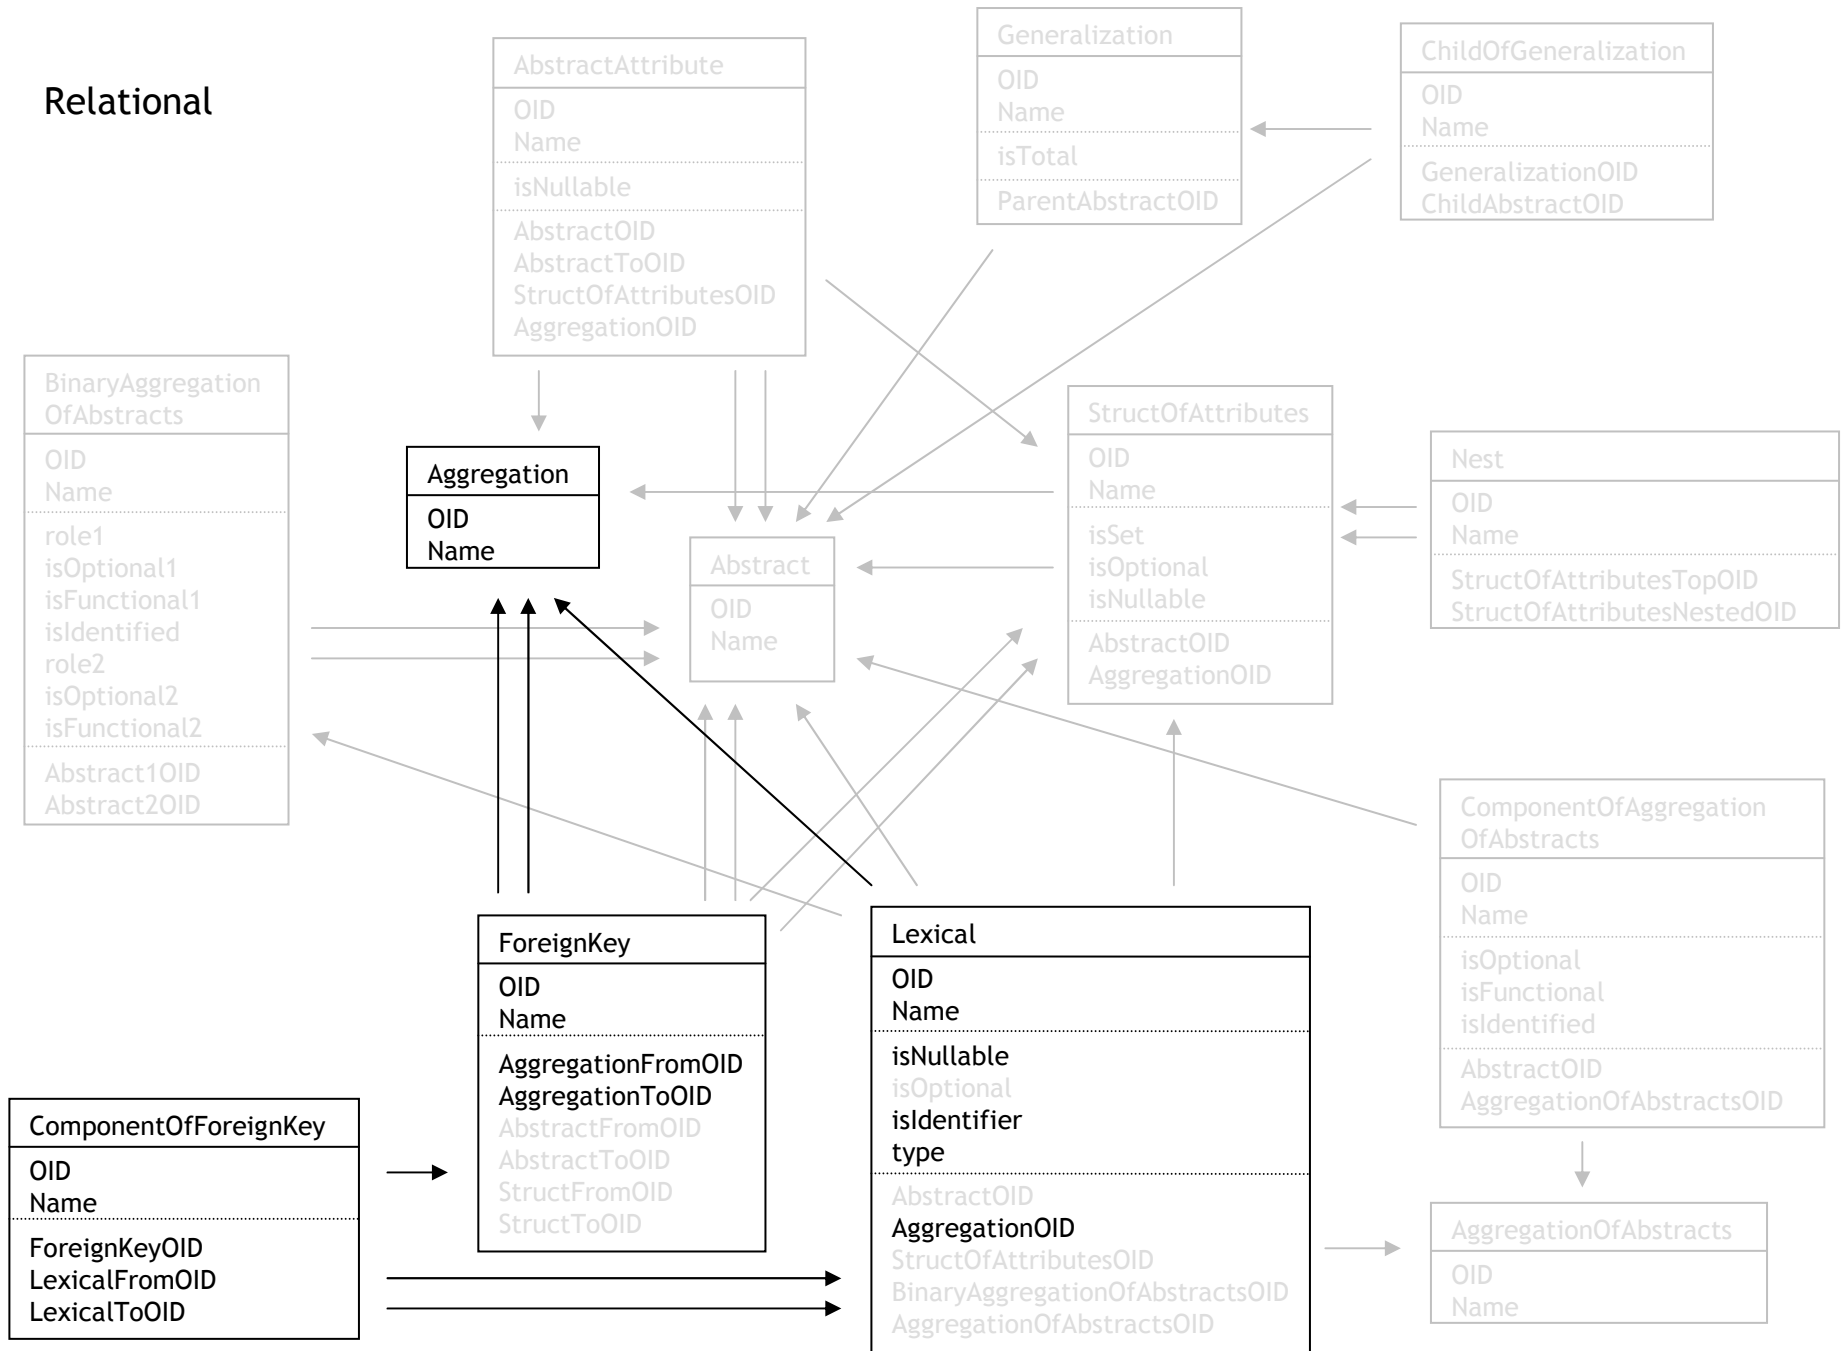 Relational
AbstractAttribute
OID
Name
isNullable
AbstractOID
AbstractToOID
StructOfAttributesOID
AggregationOID
Generalization
OID
Name
isTotal
ParentAbstractOID
ChildOfGeneralization
OID
Name
GeneralizationOID
ChildAbstractOID
BinaryAggregation
OfAbstracts
OID
Name
role1
isOptional1
isFunctional1
isIdentified
role2
isOptional2
isFunctional2
Abstract1OID
Abstract2OID
Aggregation
OID
Name
Abstract
OID
Name
StructOfAttributes
OID
Name
isSet
isOptional
isNullable
AbstractOID
AggregationOID
Nest
OID
Name
StructOfAttributesTopOID
StructOfAttributesNestedOID
ComponentOfAggregation
OfAbstracts
OID
Name
isOptional
isFunctional
isIdentified
AbstractOID
AggregationOfAbstractsOID
ForeignKey
OID
Name
AggregationFromOID
AggregationToOID
AbstractFromOID
AbstractToOID
StructFromOID
StructToOID
Lexical
OID
Name
isNullable
isOptional
isIdentifier
type
AbstractOID
AggregationOID
StructOfAttributesOID
BinaryAggregationOfAbstractsOID
AggregationOfAbstractsOID
ComponentOfForeignKey
OID
Name
ForeignKeyOID
LexicalFromOID
LexicalToOID
AggregationOfAbstracts
OID
Name